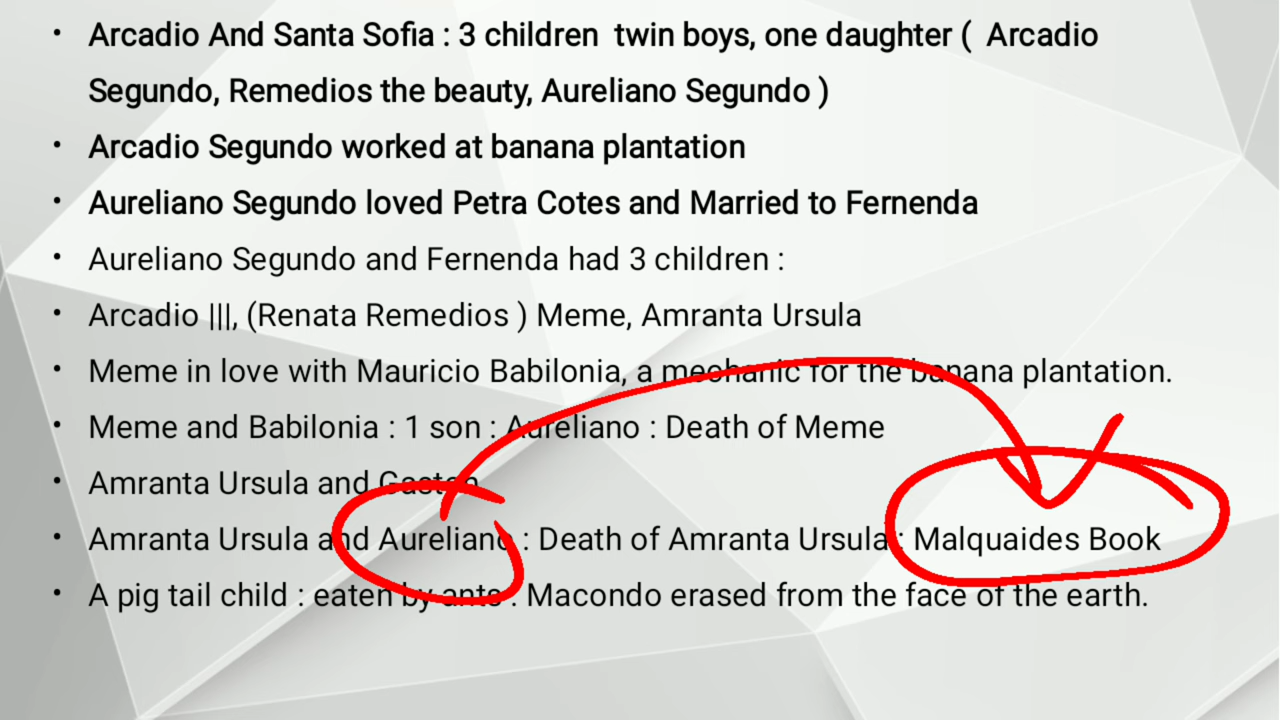 • Arcadio And Santa Sofia : 3 children twin boys, one daughter ( Arcadio
Segundo, Remedios the beauty, Aureliano Segundo )
• Arcadio Segundo worked at banana plantation
• Aureliano Segundo loved Petra Cotes and Married to Fernenda
• Aureliano Segundo and Fernenda had 3 children :
• Arcadio |||, (Renata Remedios ) Meme, Amranta Ursula
• Meme in love with Mauricio Babilonia, a mechanic for the banana plantation.
• Meme and Babilonia : 1 son : Aureliano : Death of Meme
• Amranta Ursula and Gaston
• Amranta Ursula and Aureliano : Death of Amranta Ursula : Malquaides Book
• A pig tail child : eaten by ants : Macondo erased from the face of the earth.